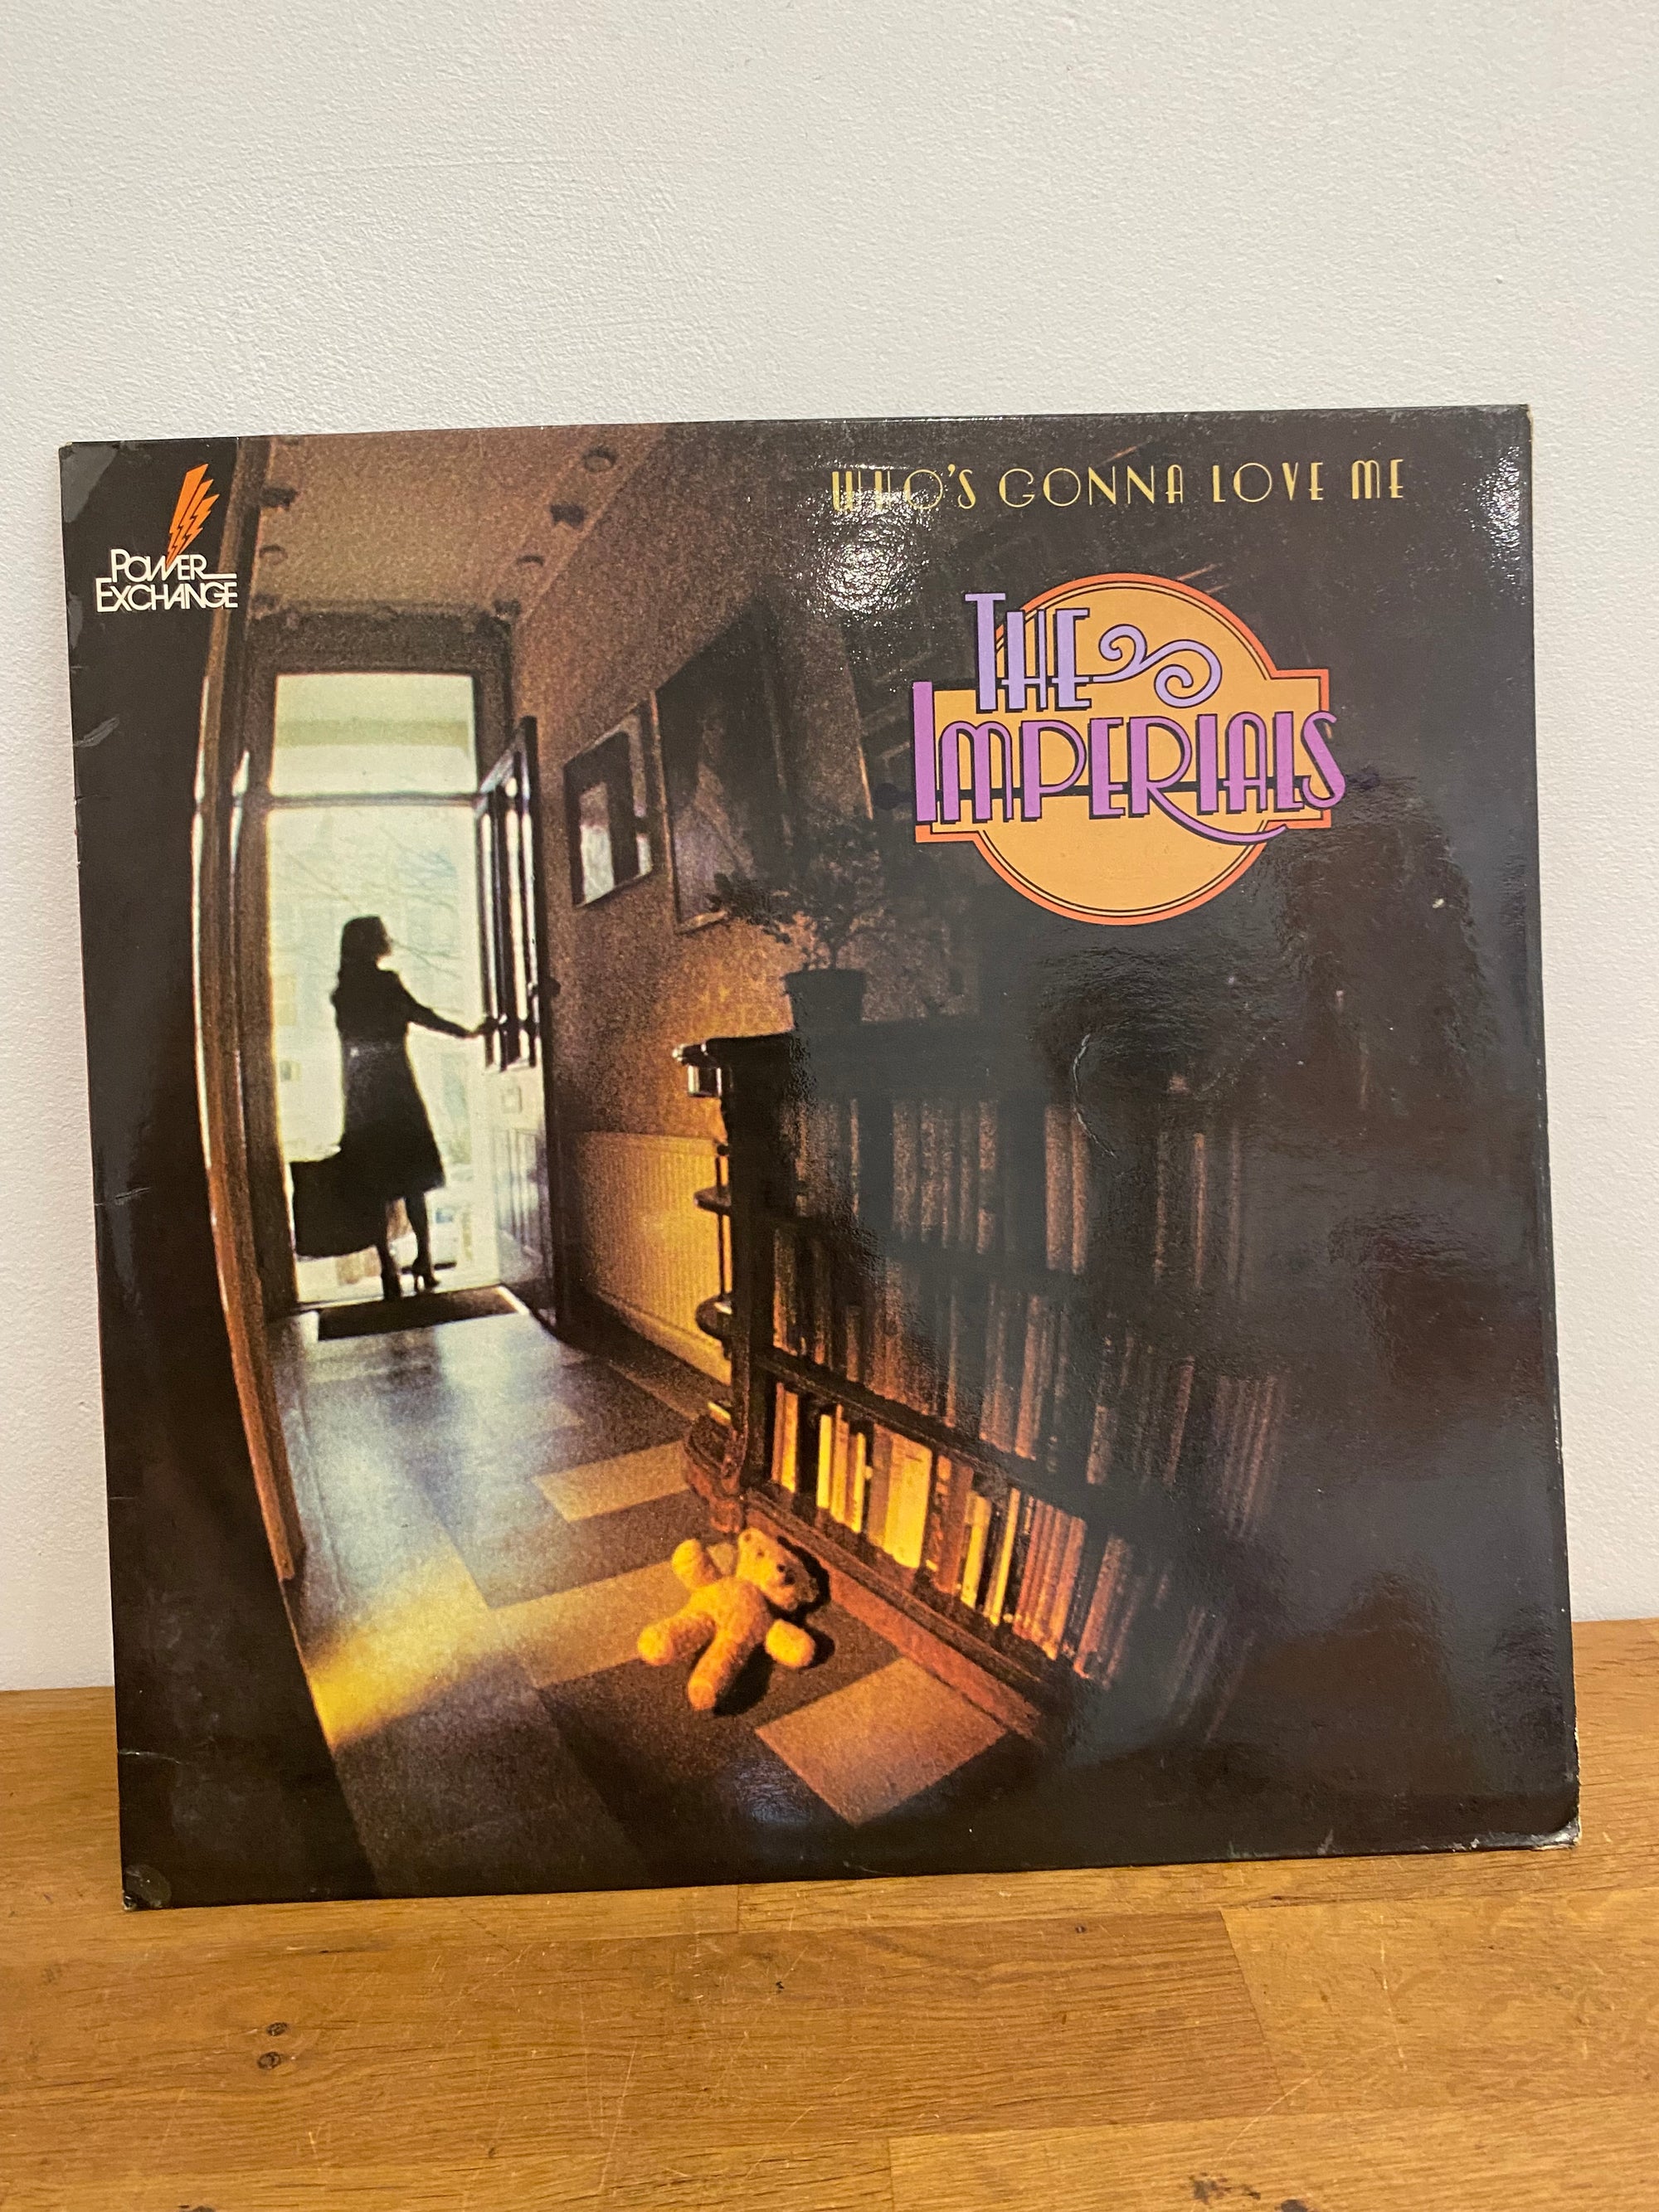 WHO'S GONNA LOVE ME
POWER
EXCHANGE
THE
IMPERIALS